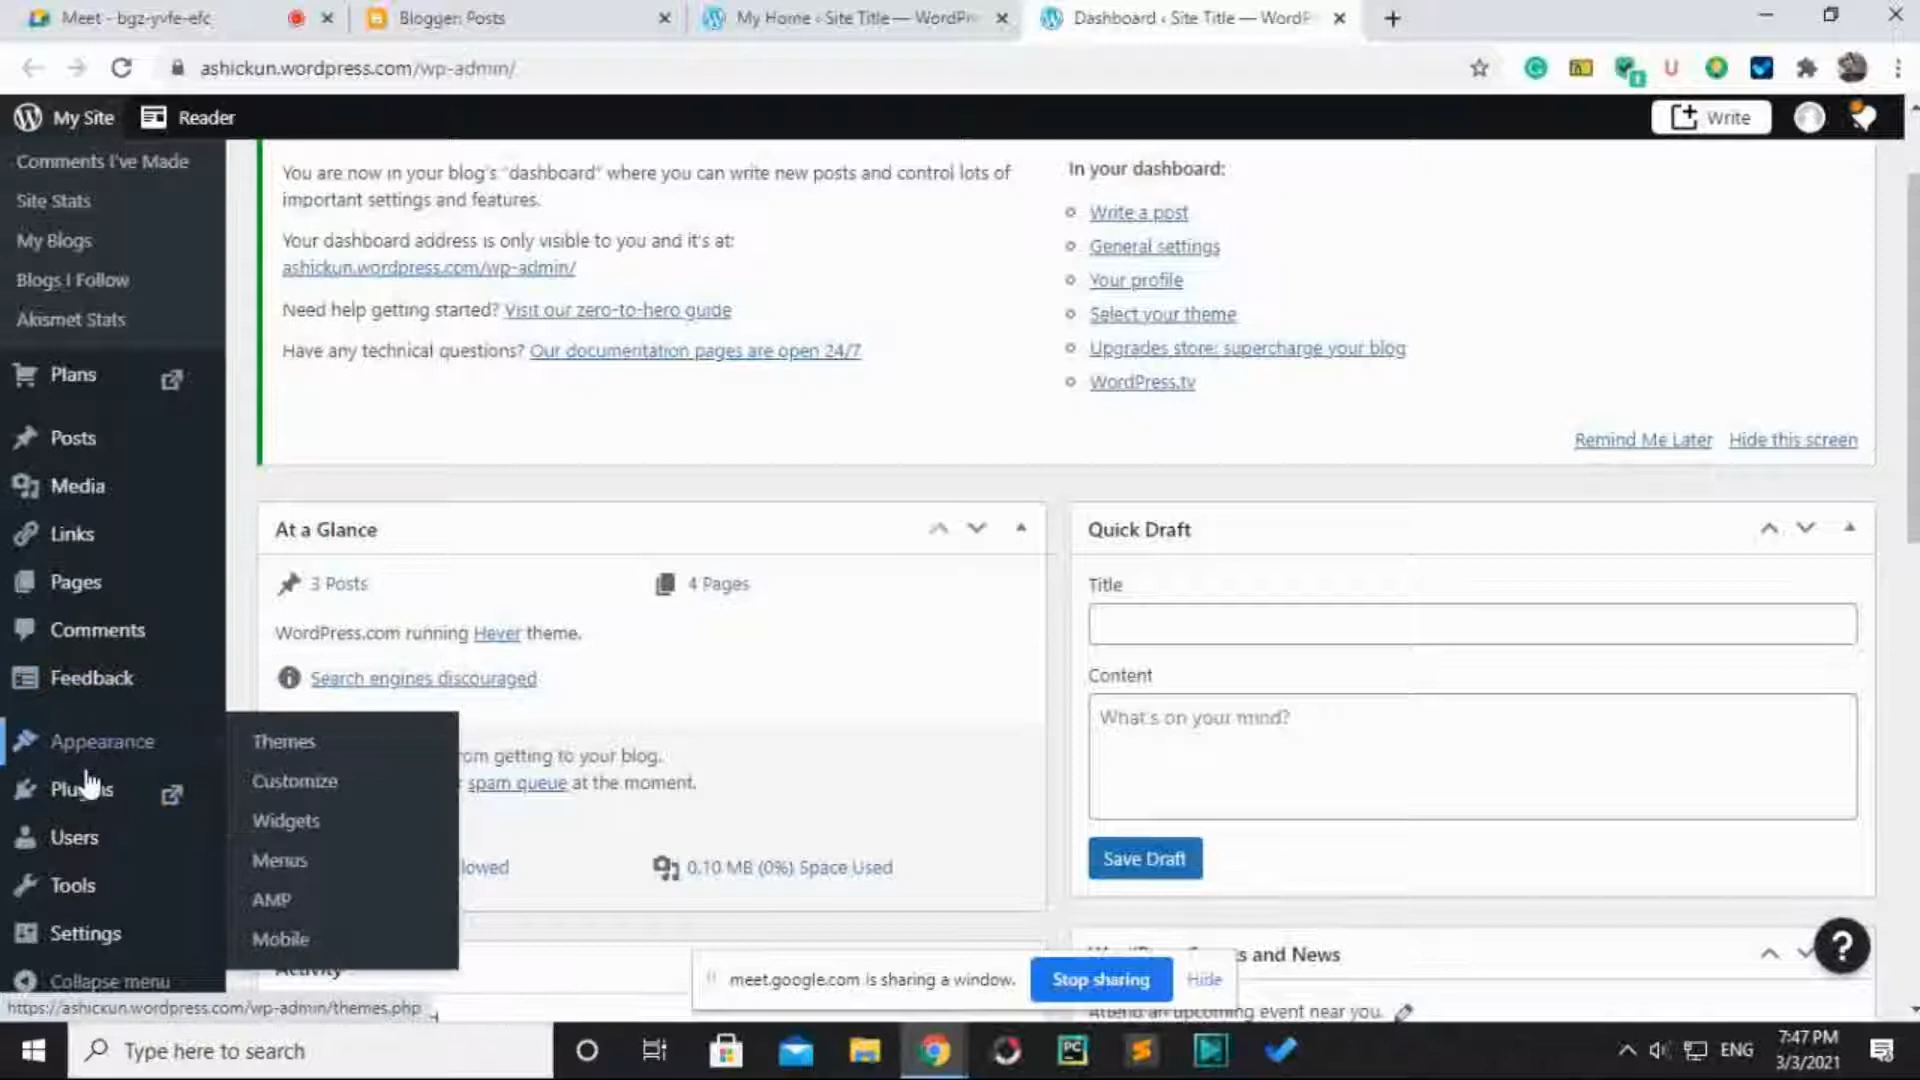 Meet - bgz-yvfe-efc
Blogger: Posts
My Home ‹ Site Title — WordPr
Dashboard ‹ Site Title — WordP
ashickun.wordpress.com/wp-admin/
My Site
Reader
Write
Comments I've Made
Site Stats
My Blogs
Blogs I Follow
Akismet Stats
Plans
Posts
Media
Links
Pages
Comments
Feedback
Appearance
Plugins
Users
Tools
Settings
Collapse menu
Themes
Customize
Widgets
Menus
AMP
Mobile
You are now in your blog's "dashboard" where you can write new posts and control lots of
important settings and features.
Your dashboard address is only visible to you and it's at:
ashickun.wordpress.com/wp-admin/
Need help getting started? Visit our zero-to-hero guide
Have any technical questions? Our documentation pages are open 24/7
In your dashboard:
Write a post
General settings
Your profile
Select your theme
Upgrades store: supercharge your blog
WordPress.tv
Remind Me Later Hide this screen
At a Glance
3 Posts
4 Pages
WordPress.com running Hever theme.
Search engines discouraged
om getting to your blog.
spam queue at the moment.
lowed
0.10 MB (0%) Space Used
Activity
Quick Draft
Title
Content
What's on your mind?
Save Draft
s and News
Attend an upcoming event near you.
meet.google.com is sharing a window.
Stop sharing
Hide
https://ashickun.wordpress.com/wp-admin/themes.php
Type here to search
ENG
7:47 PM
3/3/2021